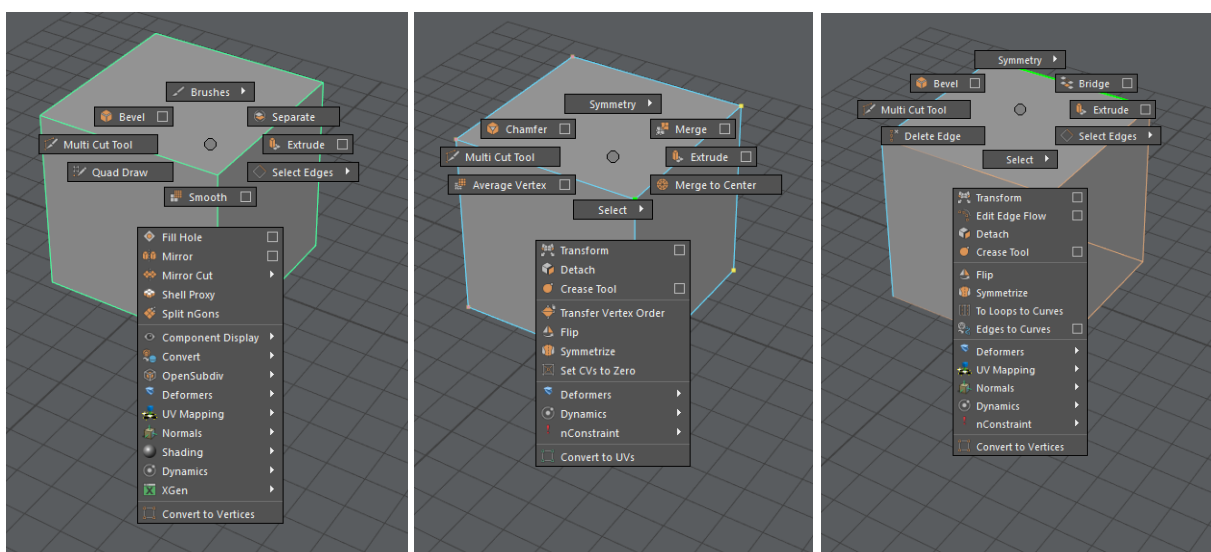 Brushes
Bevel
Separate
Multi Cut Tool
Extrude
Quad Draw
Select Edges
Smooth
Fill Hole
Mirror
Mirror Cut
Shell Proxy
Split nGons
Component Display
Convert
OpenSubdiv
Deformers
UV Mapping
Normals
Shading
Dynamics
XGen
Convert to Vertices
Symmetry
Chamfer
Merge
Multi Cut Tool
Extrude
Average Vertex
Merge to Center
Select
Transform
Detach
Crease Tool
Transfer Vertex Order
Flip
Symmetrize
Set CVs to Zero
Deformers
Dynamics
nConstraint
Convert to UVs
Symmetry
Bevel
Bridge
Multi Cut Tool
Extrude
Delete Edge
Select Edges
Select
Transform
Edit Edge Flow
Detach
Crease Tool
Flip
Symmetrize
To Loops to Curves
Edges to Curves
Deformers
UV Mapping
Normals
Dynamics
nConstraint
Convert to Vertices